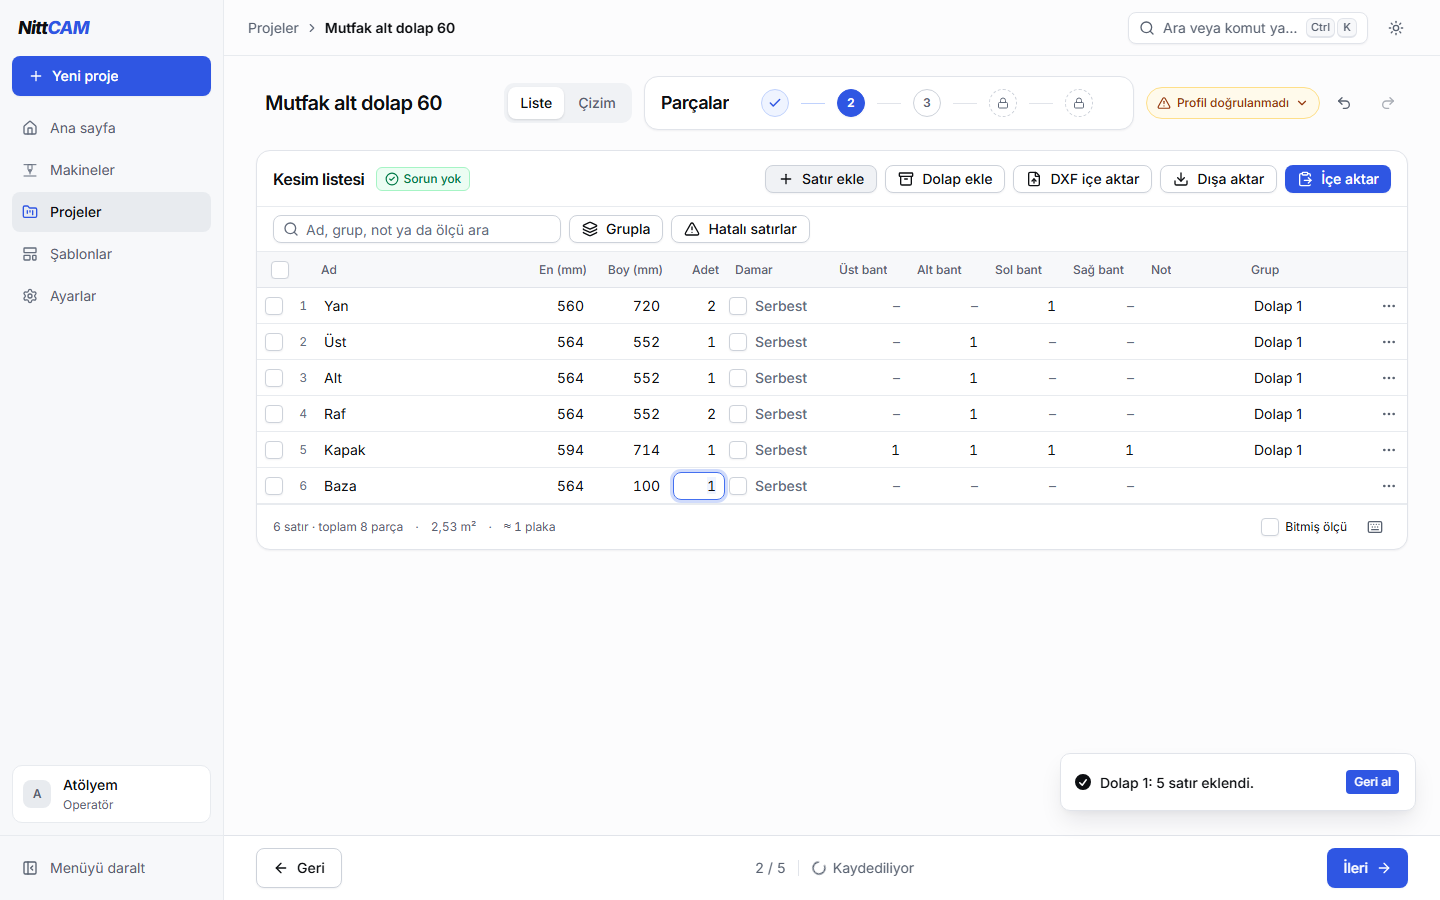 NittCAM
Projeler > Mutfak alt dolap 60
Ara veya komut ya... Ctrl K
Yeni proje
Ana sayfa
Makineler
Projeler
Şablonlar
Ayarlar
A Atölyem
Operatör
Menüyü daralt
Mutfak alt dolap 60
Liste Çizim
Parçalar 2 3
Profil doğrulanmadı
Kesim listesi Sorun yok
Satır ekle Dolap ekle DXF içe aktar Dışa aktar İçe aktar
Ad, grup, not ya da ölçü ara Grupla Hatalı satırlar
Ad En (mm) Boy (mm) Adet Damar Üst bant Alt bant Sol bant Sağ bant Not Grup
1 Yan 560 720 2 Serbest – – 1 – Dolap 1
2 Üst 564 552 1 Serbest – 1 – – Dolap 1
3 Alt 564 552 1 Serbest – 1 – – Dolap 1
4 Raf 564 552 2 Serbest – 1 – – Dolap 1
5 Kapak 594 714 1 Serbest 1 1 1 1 Dolap 1
6 Baza 564 100 1 Serbest – – – –
6 satır · toplam 8 parça · 2,53 m² · ≈ 1 plaka
Bitmiş ölçü
Dolap 1: 5 satır eklendi. Geri al
Geri
2 / 5 Kaydediliyor
İleri